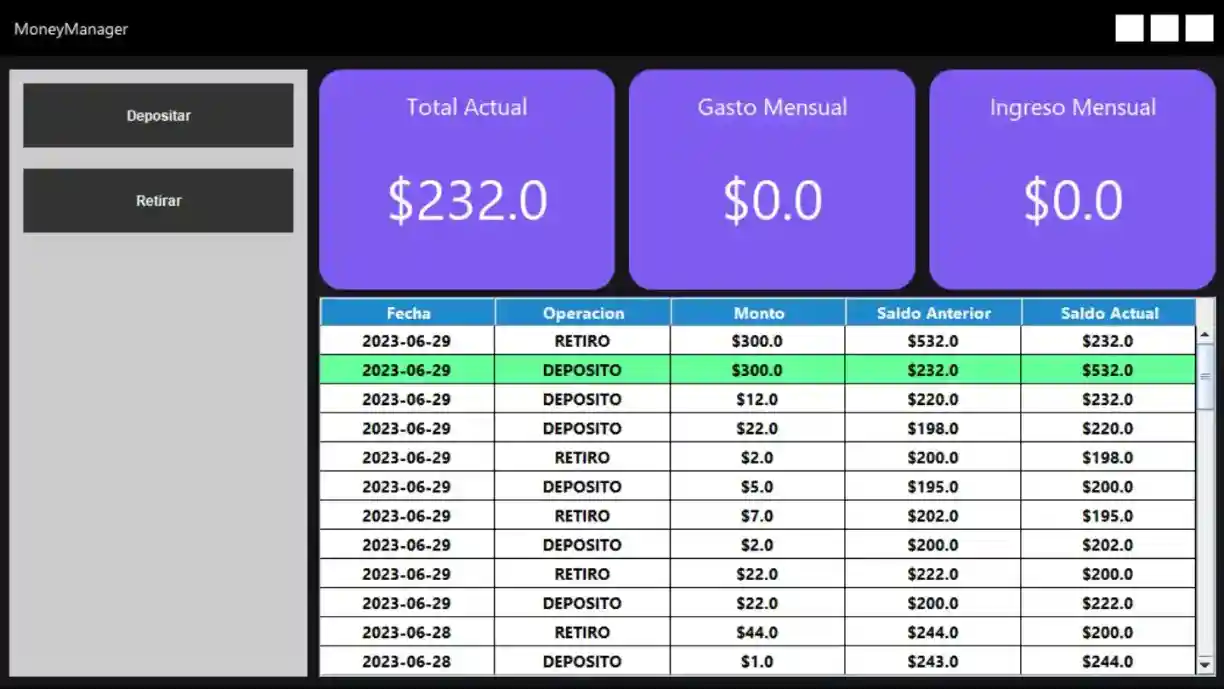 MoneyManager
Depositar
Retirar
Total Actual
$232.0
Gasto Mensual
$0.0
Ingreso Mensual
$0.0
Fecha Operacion Monto Saldo Anterior Saldo Actual
2023-06-29 RETIRO $300.0 $532.0 $232.0
2023-06-29 DEPOSITO $300.0 $232.0 $532.0
2023-06-29 DEPOSITO $12.0 $220.0 $232.0
2023-06-29 DEPOSITO $22.0 $198.0 $220.0
2023-06-29 RETIRO $2.0 $200.0 $198.0
2023-06-29 DEPOSITO $5.0 $195.0 $200.0
2023-06-29 RETIRO $7.0 $202.0 $195.0
2023-06-29 DEPOSITO $2.0 $200.0 $202.0
2023-06-29 RETIRO $22.0 $222.0 $200.0
2023-06-29 DEPOSITO $22.0 $200.0 $222.0
2023-06-28 RETIRO $44.0 $244.0 $200.0
2023-06-28 DEPOSITO $1.0 $243.0 $244.0